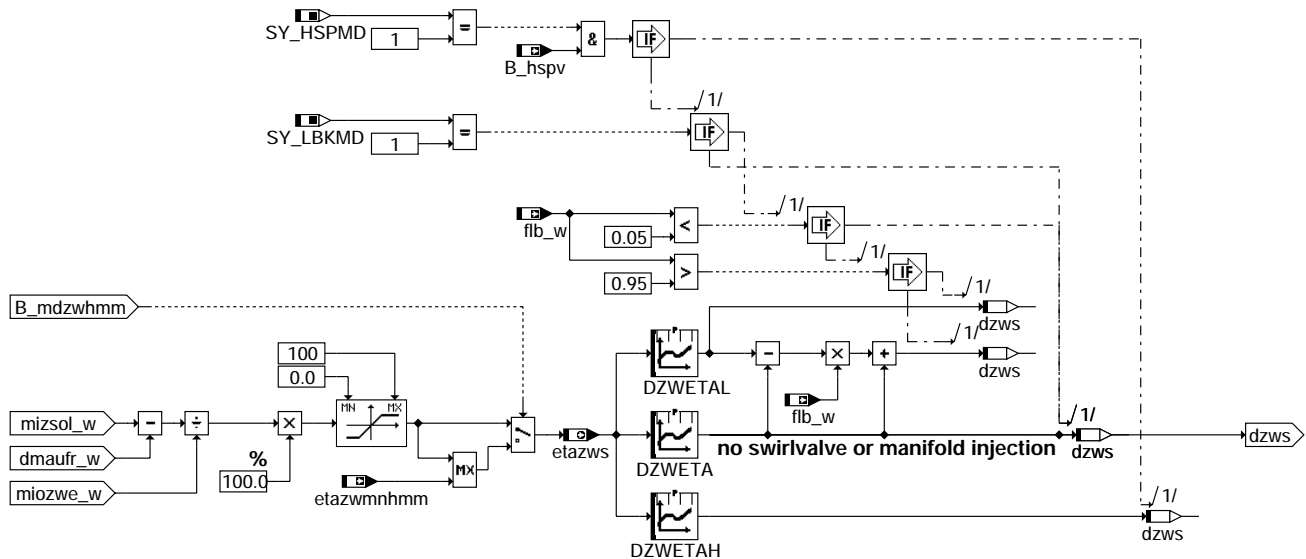 SY_HSPMD
1
=
B_hspv
&
IF
/1/
SY_LBKMD
1
=
IF
/1/
flb_w
0.05
<
IF
/1/
0.95
>
IF
/1/
dzws
/1/
B_mdzwhmm
100
0.0
MN
MX
DZWETAL
-
×
+
dzws
flb_w
mizsol_w
-
÷
×
dmaufr_w
miozwe_w
%
100.0
etazwmnhmm
MX
etazws
DZWETA
no swirlvalve or manifold injection
/1/
dzws
dzws
DZWETAH
/1/
dzws